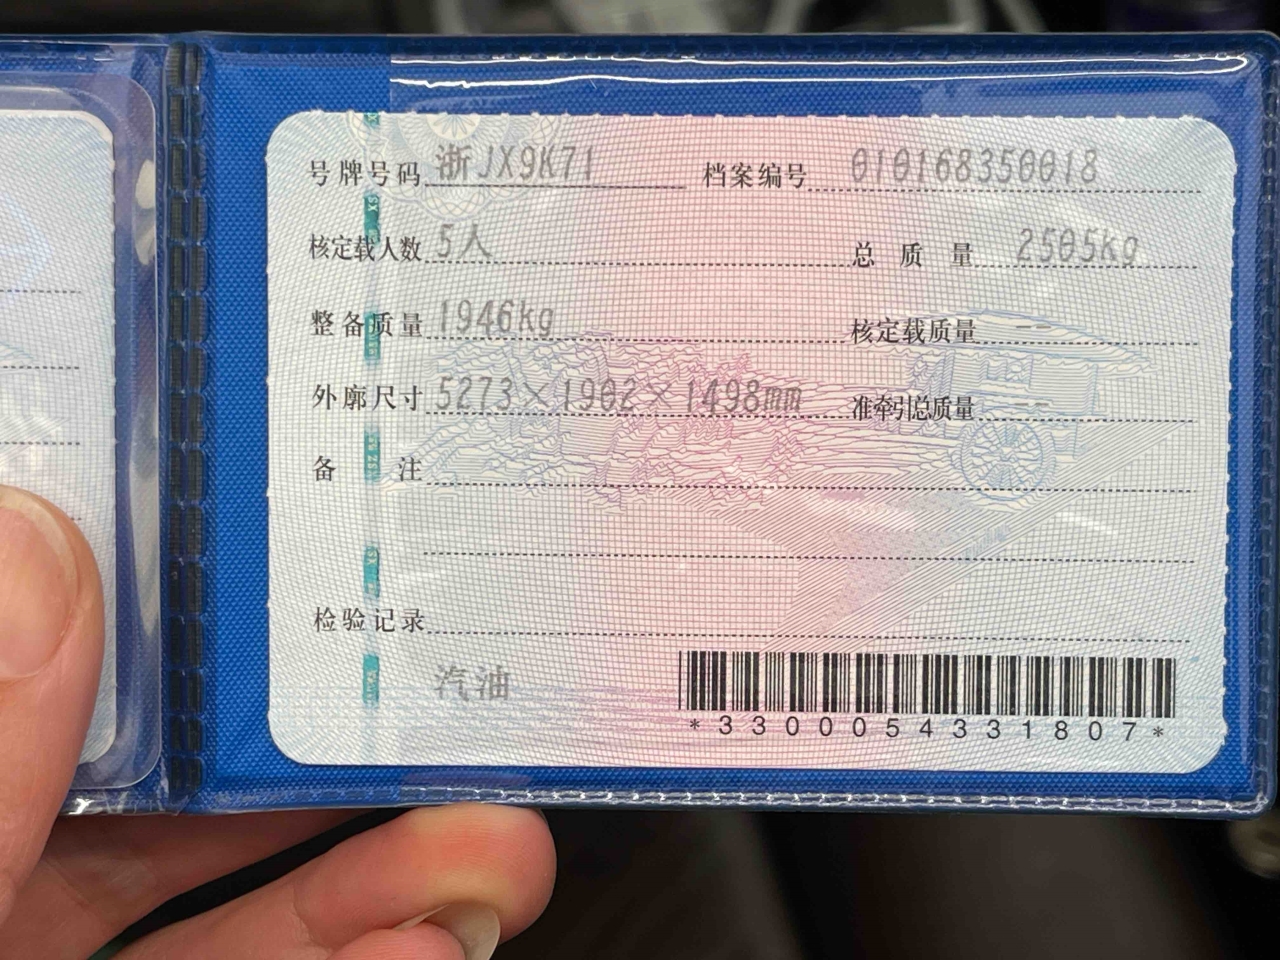 号牌号码 浙JX9K71 档案编号 010168350018
核定载人数 5人 总质量 2505kg
整备质量 1946kg 核定载质量 --
外廓尺寸 5273×1902×1498mm 准牵引总质量 --
备注
检验记录
汽油
*3300054331807*